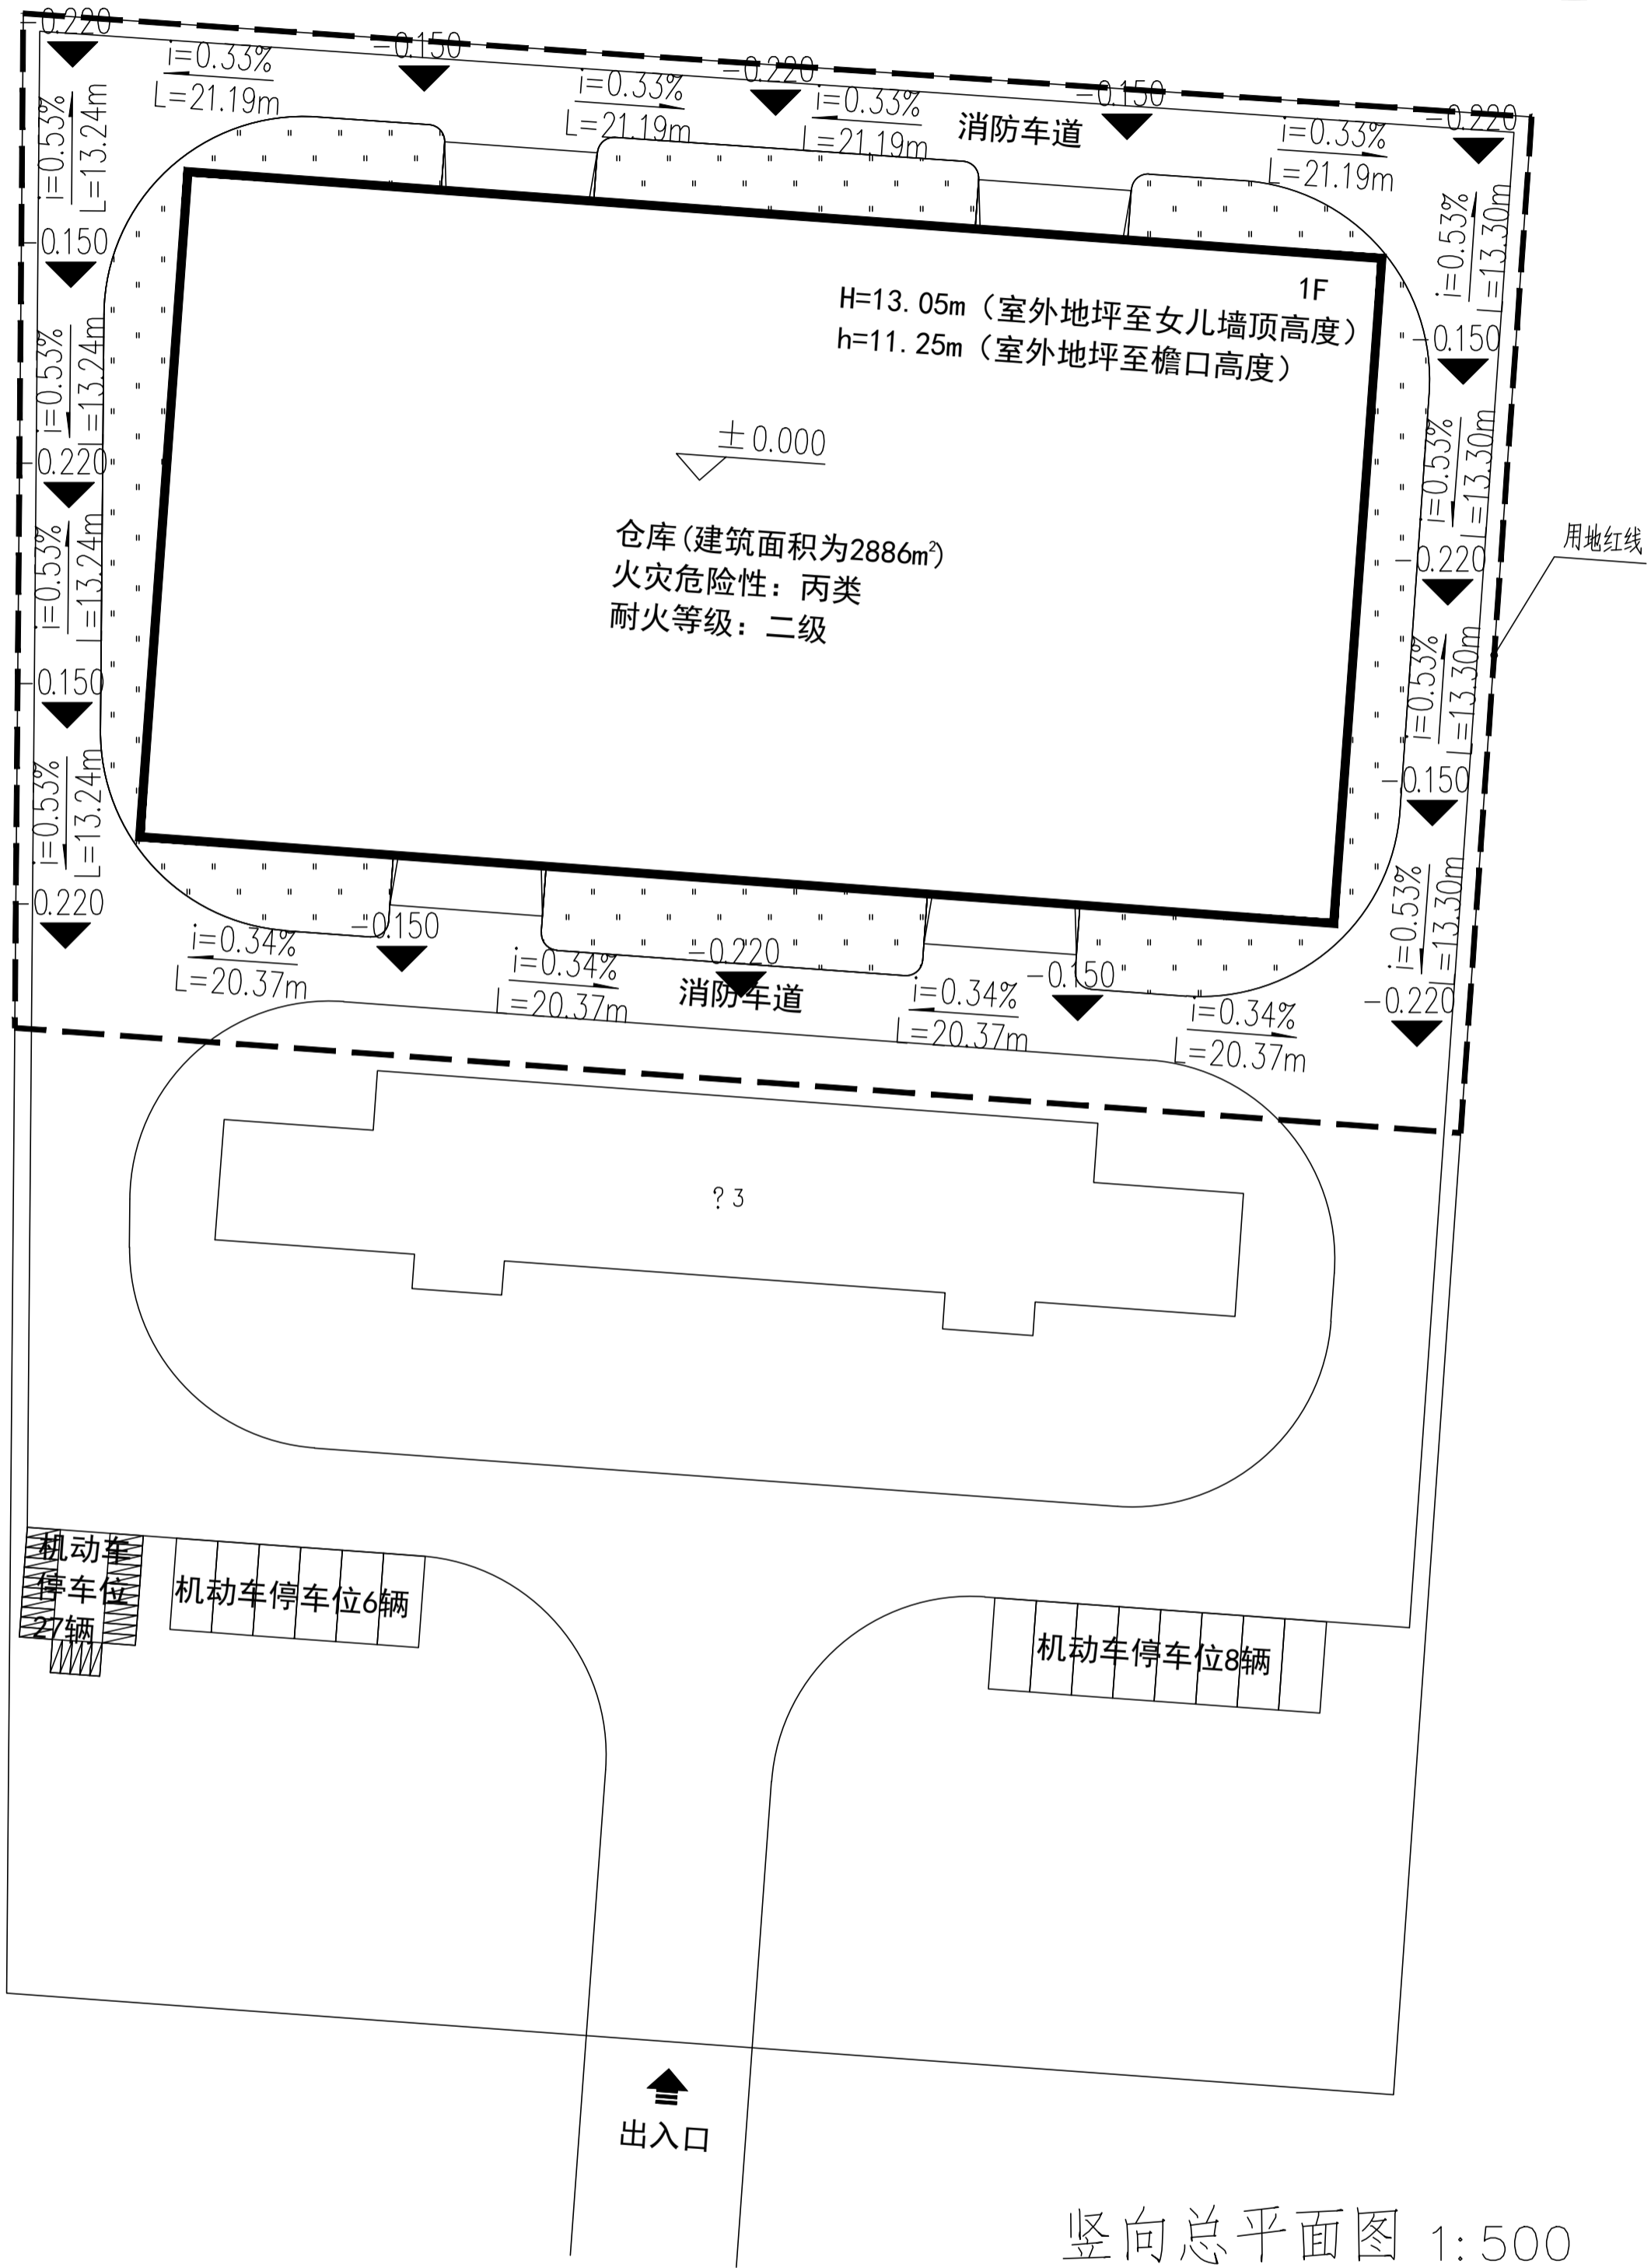 -0.220
i=0.33%
L=21.19m
-0.150
i=0.33%
L=21.19m
-0.220
i=0.33%
L=21.19m
消防车道
-0.150
i=0.33%
L=21.19m
-0.220
i=0.53%
L=13.24m
-0.150
i=0.53%
L=13.24m
-0.220
i=0.53%
L=13.24m
-0.150
i=0.53%
L=13.24m
-0.220
1F
H=13.05m（室外地坪至女儿墙顶高度）
h=11.25m（室外地坪至檐口高度）
±0.000
仓库(建筑面积为2886m²)
火灾危险性：丙类
耐火等级：二级
i=0.53%
L=13.30m
-0.150
i=0.53%
L=13.30m
-0.220
i=0.53%
L=13.30m
-0.150
i=0.53%
L=13.30m
-0.220
用地红线
i=0.34%
L=20.37m
-0.150
i=0.34%
L=20.37m
-0.220
消防车道
i=0.34%
L=20.37m
-0.150
i=0.34%
L=20.37m
? 3
机动车
停车位
27辆
机动车停车位6辆
机动车停车位8辆
出入口
竖向总平面图 1:500